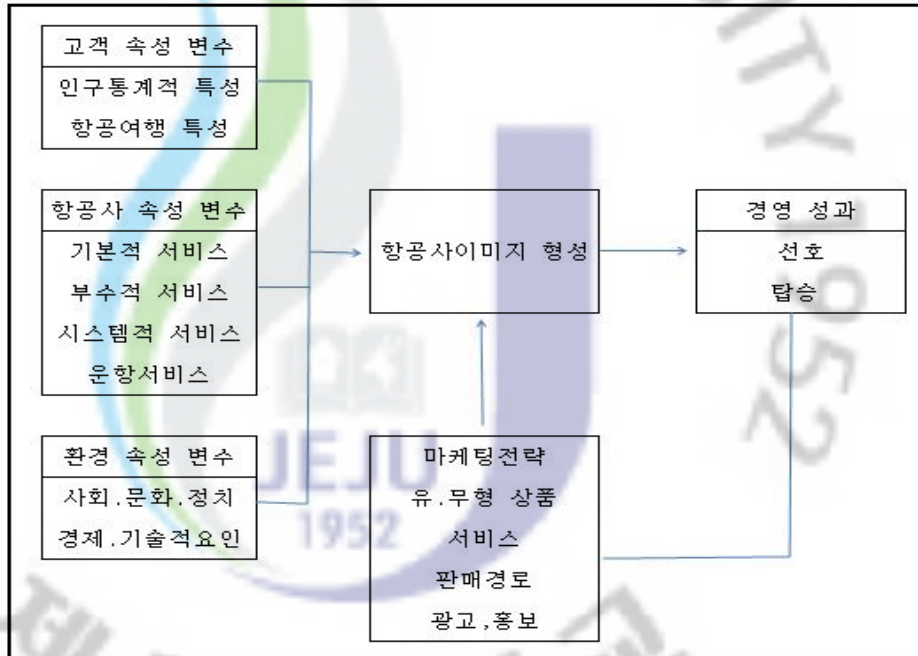 고객 속성 변수
인구통계적 특성
항공여행 특성
항공사 속성 변수
기본적 서비스
부수적 서비스
시스템적 서비스
운항서비스
환경 속성 변수
사회.문화.정치
경제.기술적요인
항공사이미지 형성
마케팅전략
유.무형 상품
서비스
판매경로
광고,홍보
경영 성과
선호
탑승
JEJU
1952
ITY 1952